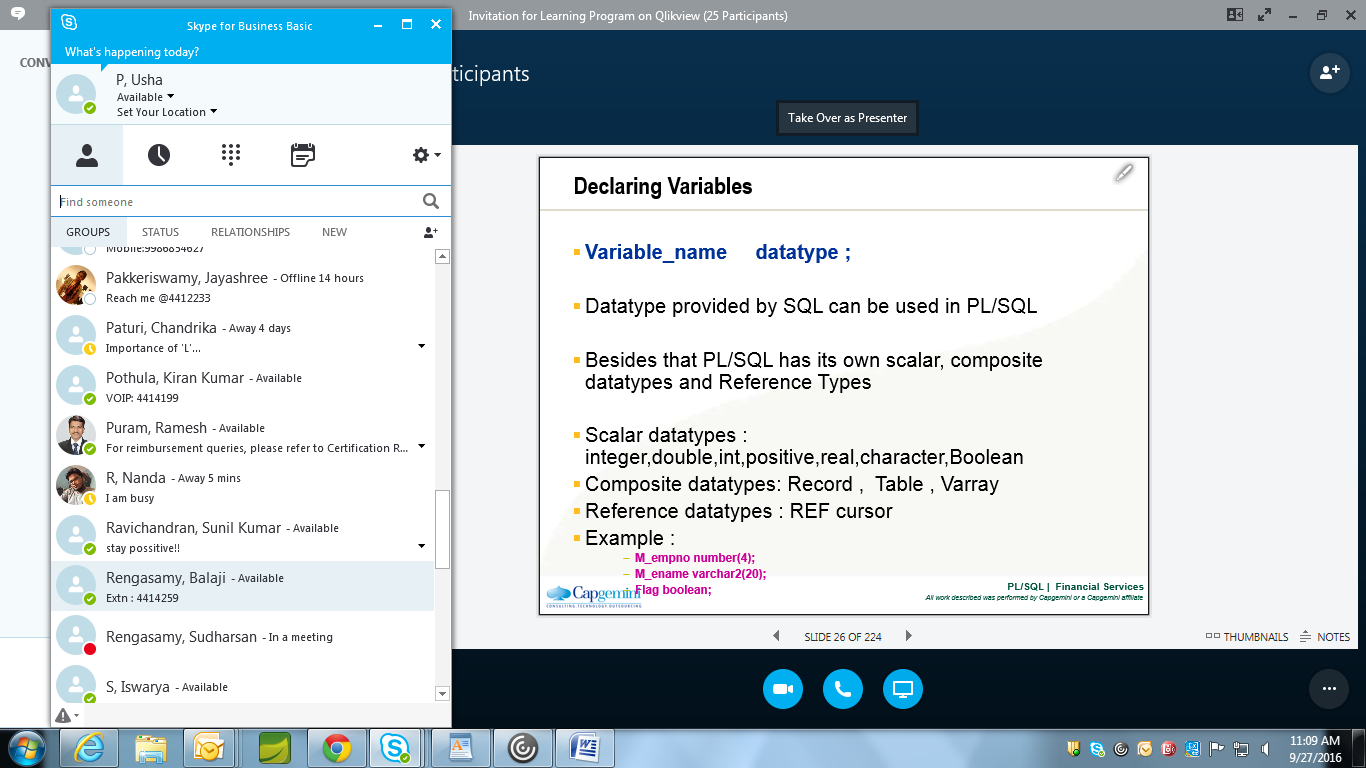 Invitation for Learning Program on Qlikview (25 Participants)
Skype for Business Basic
What's happening today?
P, Usha
Available
Set Your Location
Find someone
GROUPS STATUS RELATIONSHIPS NEW
Mobile:9986854627
Pakkeriswamy, Jayashree - Offline 14 hours
Reach me @4412233
Paturi, Chandrika - Away 4 days
Importance of 'L'...
Pothula, Kiran Kumar - Available
VOIP: 4414199
Puram, Ramesh - Available
For reimbursement queries, please refer to Certification R...
R, Nanda - Away 5 mins
I am busy
Ravichandran, Sunil Kumar - Available
stay possitive!!
Rengasamy, Balaji - Available
Extn : 4414259
Rengasamy, Sudharsan - In a meeting
S, Iswarya - Available
CONV
ticipants
Take Over as Presenter
Declaring Variables
Variable_name datatype ;
Datatype provided by SQL can be used in PL/SQL
Besides that PL/SQL has its own scalar, composite
datatypes and Reference Types
Scalar datatypes :
integer,double,int,positive,real,character,Boolean
Composite datatypes: Record , Table , Varray
Reference datatypes : REF cursor
Example :
– M_empno number(4);
– M_ename varchar2(20);
– Flag boolean;
Capgemini
CONSULTING.TECHNOLOGY.OUTSOURCING
PL/SQL | Financial Services
All work described was performed by Capgemini or a Capgemini affiliate
SLIDE 26 OF 224
THUMBNAILS NOTES
11:09 AM
9/27/2016